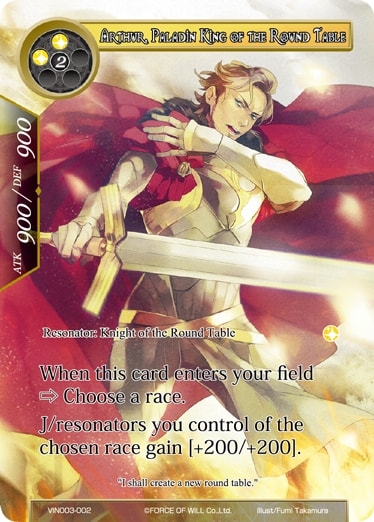 Arthur, Paladin King of the Round Table
2
ATK 900 / DEF 900
Resonator: Knight of the Round Table
When this card enters your field
⇨ Choose a race.
J/resonators you control of the
chosen race gain [+200/+200].
"I shall create a new round table."
VIN003-002 ©FORCE OF WILL Co.,Ltd. Illust/Fumi Takamura